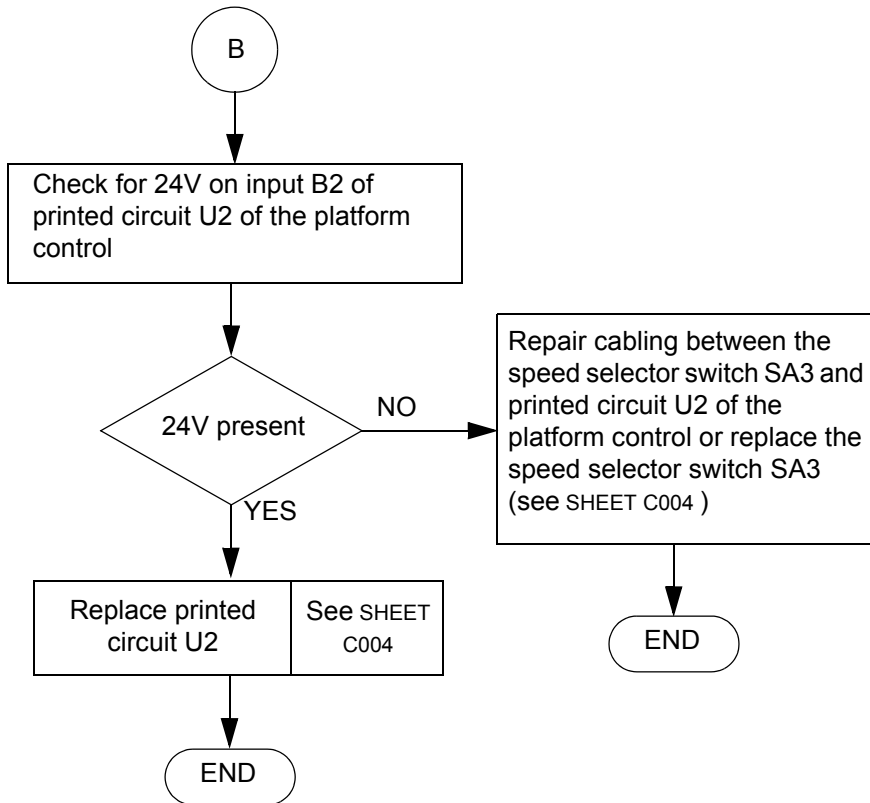 B
Check for 24V on input B2 of
printed circuit U2 of the platform
control
24V present
NO
Repair cabling between the
speed selector switch SA3 and
printed circuit U2 of the
platform control or replace the
speed selector switch SA3
(see SHEET C004 )
END
YES
Replace printed
circuit U2
See SHEET
C004
END